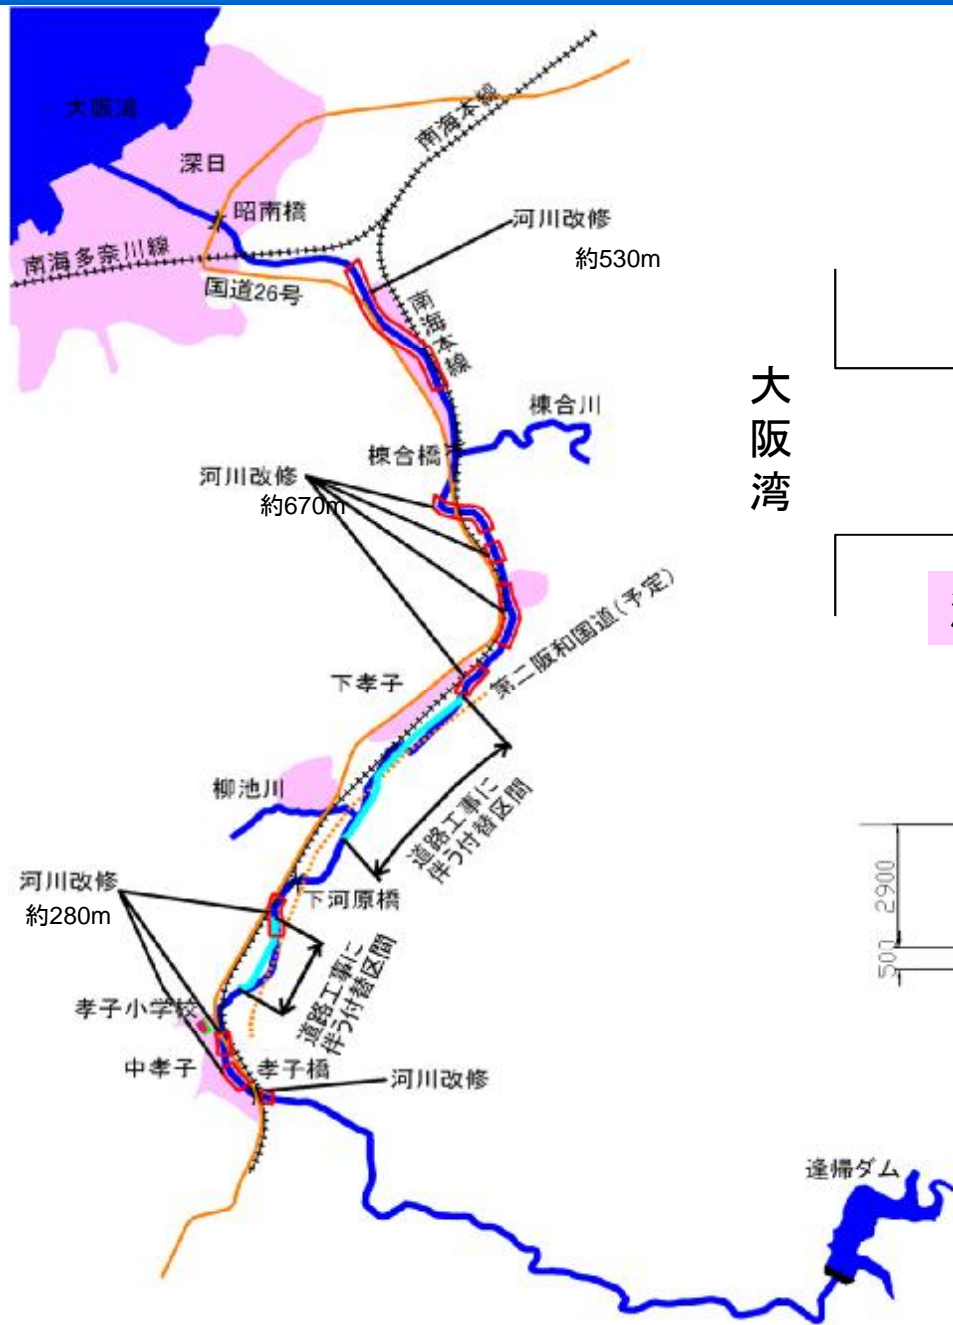 大阪湾
深日
昭南橋
南海本線
河川改修
約530m
南海多奈川線
国道26号
南海本線
大阪湾
棟合川
棟合橋
河川改修
約670m
第二阪和国道(予定)
下孝子
柳池川
道路工事に
伴う付替区間
河川改修
約280m
下河原橋
2900
500
道路工事に
伴う付替区間
孝子小学校
中孝子
孝子橋
河川改修
逢帰ダム